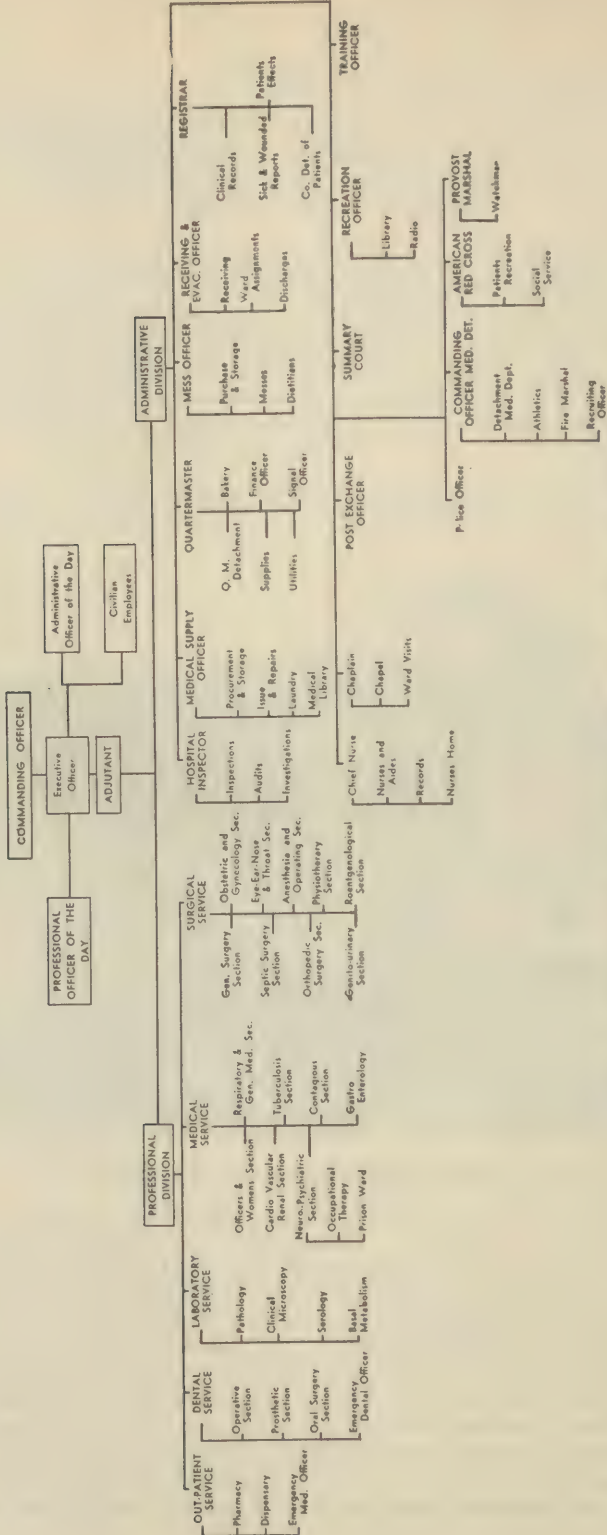 COMMANDING OFFICER
Executive
Officer
ADJUTANT
PROFESSIONAL
OFFICER OF THE
DAY
Administrative
Officer of the Day
Civilian
Employees
PROFESSIONAL
DIVISION
ADMINISTRATIVE
DIVISION
OUT-PATIENT
SERVICE
Pharmacy
Dispensary
Emergency
Med. Officer
DENTAL
SERVICE
Operative
Section
Prosthetic
Section
Oral Surgery
Section
Emergency
Dental Officer
LABORATORY
SERVICE
Pathology
Clinical
Microscopy
Serology
Basal
Metabolism
MEDICAL
SERVICE
Officers &
Womens Section
Respiratory &
Gen. Med. Sec.
Cardio Vascular
Renal Section
Tuberculosis
Section
Neuro-Psychiatric
Section
Contagious
Section
Occupational
Therapy
Prison Ward
Gastro
Enterology
SURGICAL
SERVICE
Gen. Surgery
Section
Obstetric and
Gynecology Sec.
Septic Surgery
Section
Eye-Ear-Nose
& Throat Sec.
Anesthesia and
Operating Sec.
Orthopedic
Surgery Sec.
Physiotherapy
Section
Genito-urinary
Section
Roentgenological
Section
HOSPITAL
INSPECTOR
Inspections
Audits
Investigations
MEDICAL SUPPLY
OFFICER
Procurement
& Storage
Issue
& Repairs
Laundry
Medical
Library
QUARTERMASTER
Q. M.
Detachment
Bakery
Supplies
Finance
Officer
Utilities
Signal
Officer
MESS OFFICER
Purchase
& Storage
Messes
Dietitians
RECEIVING &
EVAC. OFFICER
Receiving
Ward
Assignments
Discharges
REGISTRAR
Clinical
Records
Patients
Effects
Sick & Wounded
Reports
Co. Det. of
Patients
Chief Nurse
Nurses and
Aides
Records
Nurses Home
Chaplain
Chapel
Ward Visits
POST EXCHANGE
OFFICER
SUMMARY
COURT
RECREATION
OFFICER
Library
Radio
TRAINING
OFFICER
P lice Officer
COMMANDING
OFFICER MED. DET.
Detachment
Med. Dept.
Athletics
Fire Marshal
Recruiting
Officer
AMERICAN
RED CROSS
Patients
Recreation
Social
Service
PROVOST
MARSHAL
Watchman